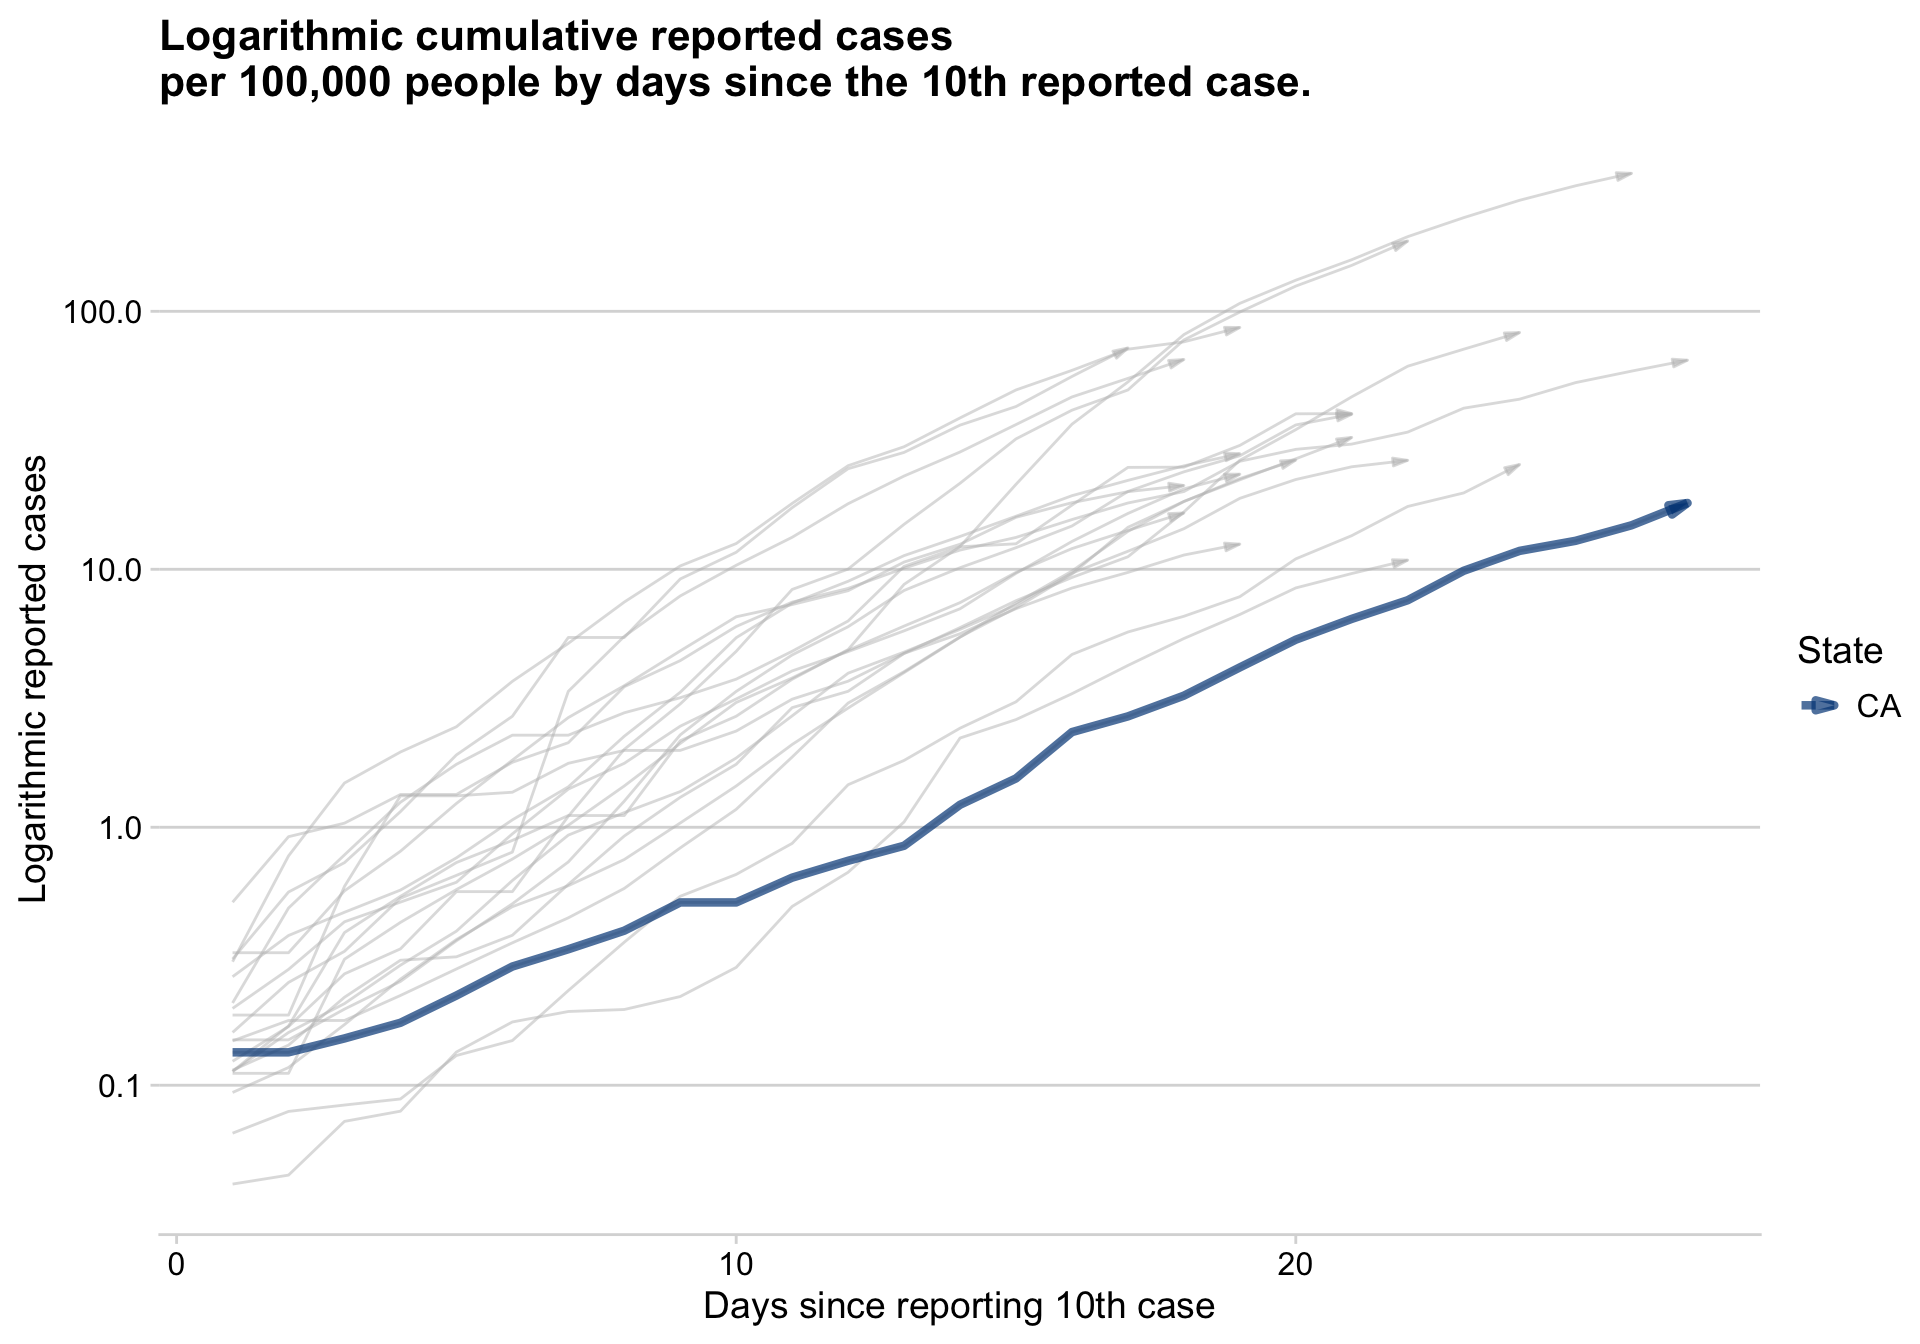 Logarithmic cumulative reported cases
per 100,000 people by days since the 10th reported case.
Logarithmic reported cases
100.0
10.0
1.0
0.1
0
10
20
Days since reporting 10th case
State
CA